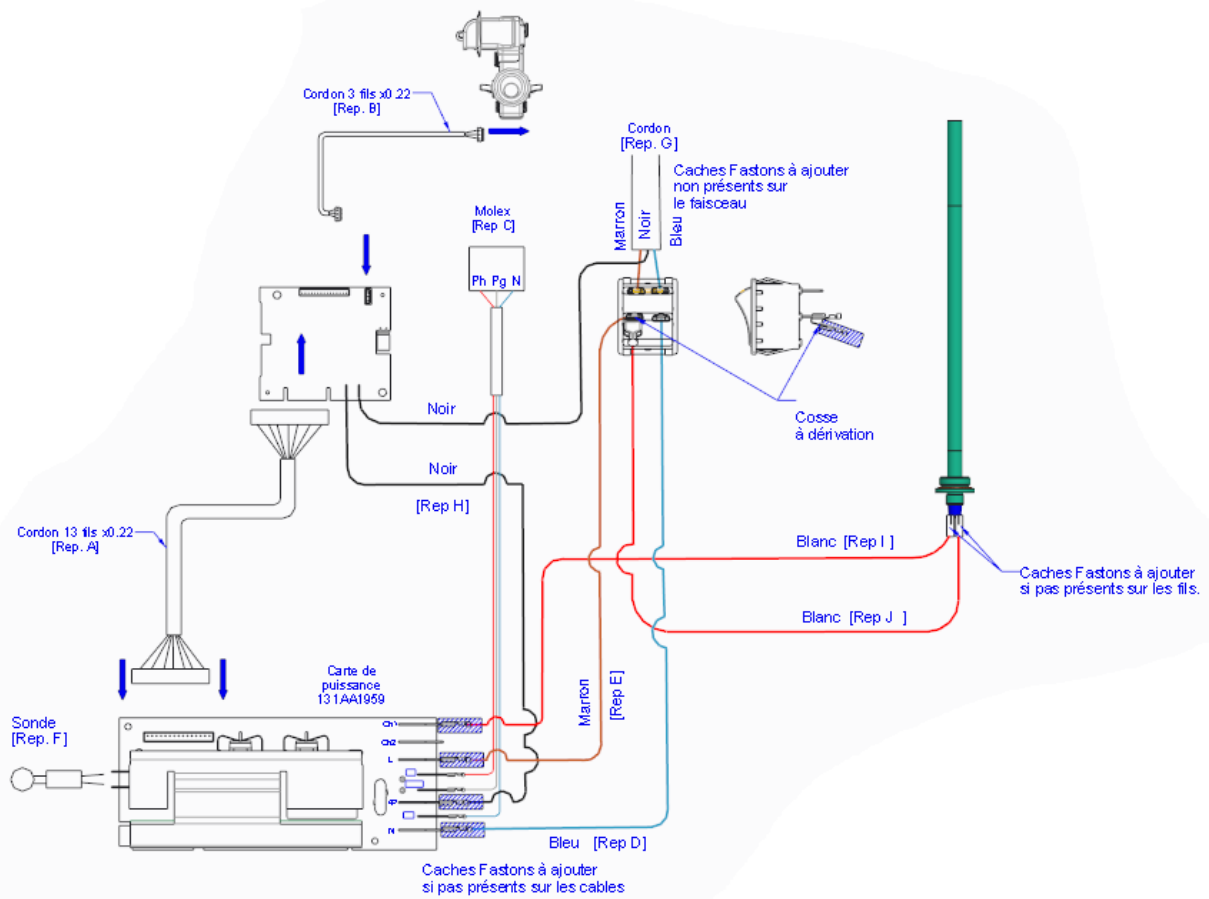 Cordon 3 fils x0.22
[Rep. B]
Cordon
[Rep. G]
Caches Fastons à ajouter
non présents sur
le faisceau
Marron
Noir
Bleu
Molex
[Rep C]
Ph Pg N
Noir
Cosse
à dérivation
Noir
[Rep H]
Cordon 13 fils x0.22
[Rep. A]
Blanc [Rep I ]
Caches Fastons à ajouter
si pas présents sur les fils.
Blanc [Rep J ]
Carte de
puissance
131AA1959
Marron
[Rep E]
Sonde
[Rep. F]
Ch1
Ch2
L
N
Bleu [Rep D]
Caches Fastons à ajouter
si pas présents sur les cables